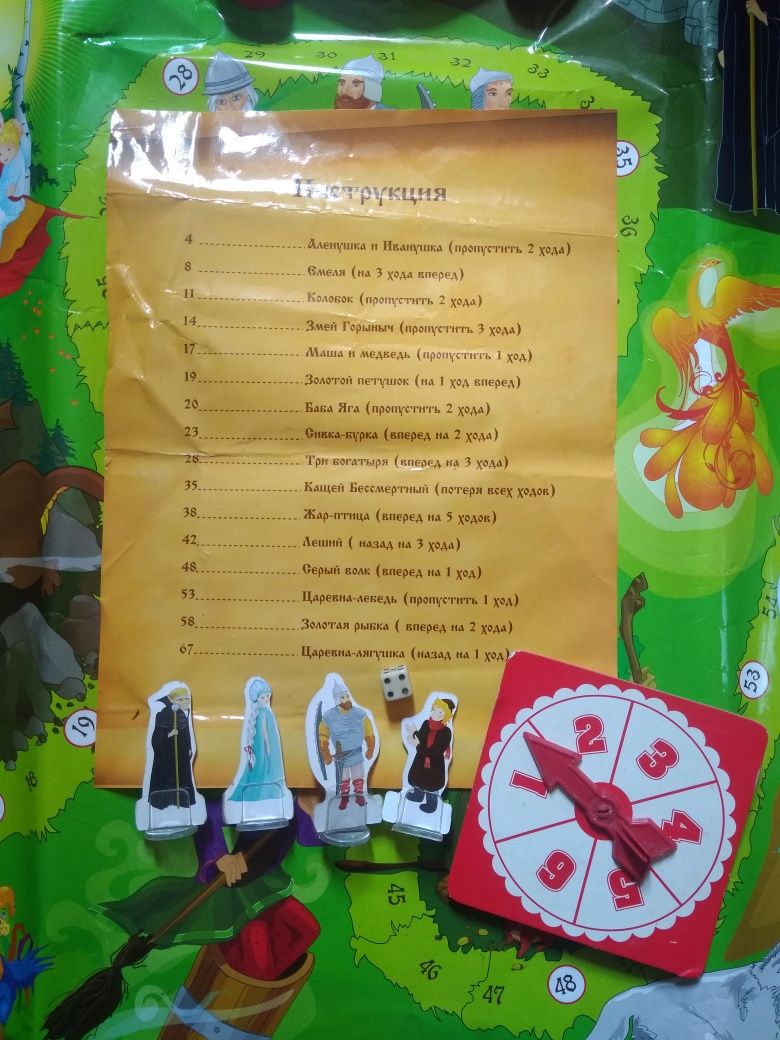 28 29 30 31 32 33
35
36
Инструкция
4 Аленушка и Иванушка (пропустить 2 хода)
8 Емеля (на 3 хода вперед)
11 Колобок (пропустить 2 хода)
14 Змей Горыныч (пропустить 3 хода)
17 Маша и медведь (пропустить 1 ход)
19 Золотой петушок (на 1 ход вперед)
20 Баба Яга (пропустить 2 хода)
23 Сивка-бурка (вперед на 2 хода)
28 Три богатыря (вперед на 3 хода)
35 Кащей Бессмертный (потеря всех ходов)
38 Жар-птица (вперед на 5 ходов)
42 Леший ( назад на 3 хода)
48 Серый волк (вперед на 1 ход)
53 Царевна-лебедь (пропустить 1 ход)
58 Золотая рыбка ( вперед на 2 хода)
67 Царевна-лягушка (назад на 1 ход)
54
53
19
18
1 2 3 4 5 6
45
46
47
48